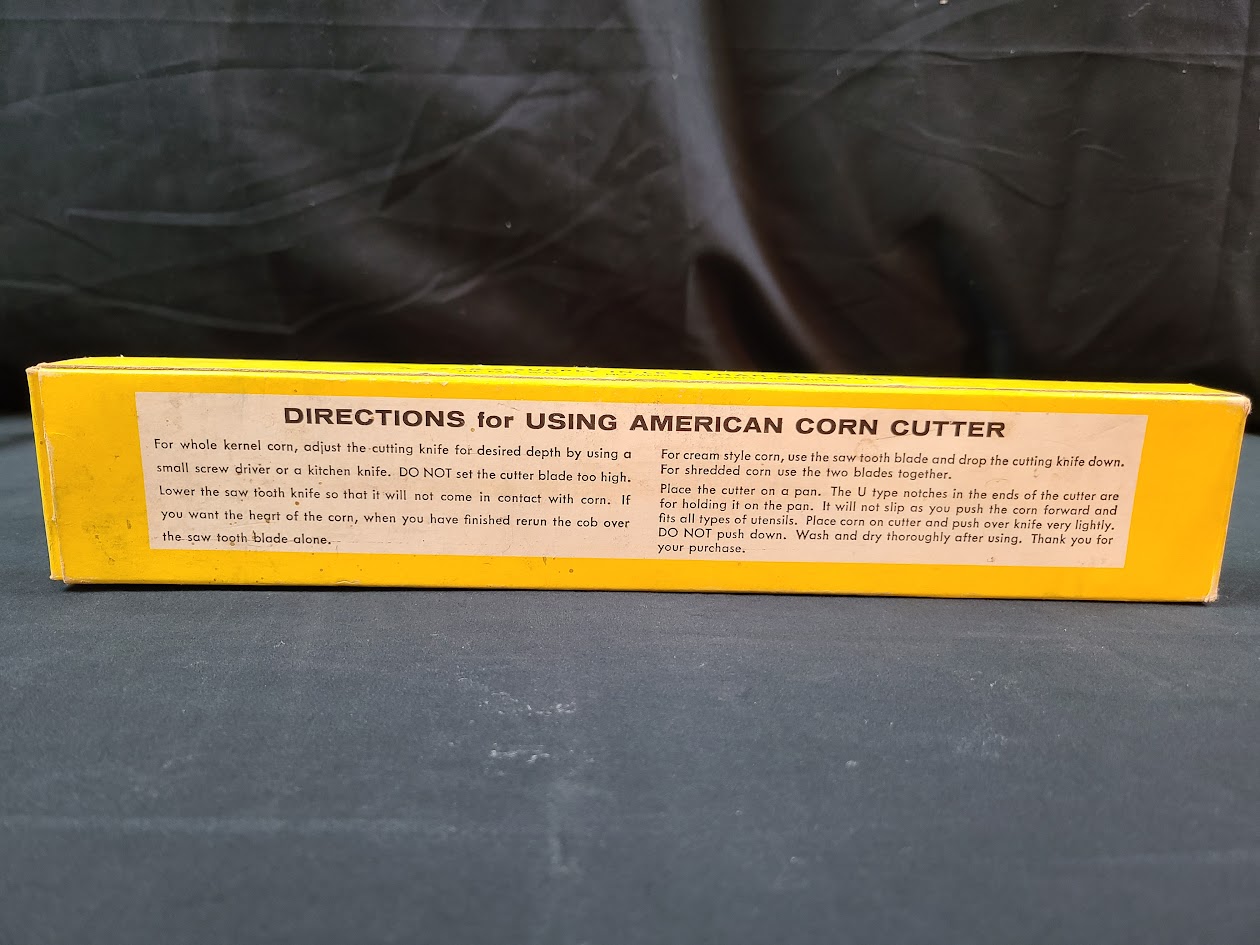 DIRECTIONS for USING AMERICAN CORN CUTTER
For whole kernel corn, adjust the cutting knife for desired depth by using a
small screw driver or a kitchen knife. DO NOT set the cutter blade too high.
Lower the saw tooth knife so that it will not come in contact with corn. If
you want the heart of the corn, when you have finished rerun the cob over
the saw tooth blade alone.
For cream style corn, use the saw tooth blade and drop the cutting knife down.
For shredded corn use the two blades together.
Place the cutter on a pan. The U type notches in the ends of the cutter are
for holding it on the pan. It will not slip as you push the corn forward and
fits all types of utensils. Place corn on cutter and push over knife very lightly.
DO NOT push down. Wash and dry thoroughly after using. Thank you for
your purchase.